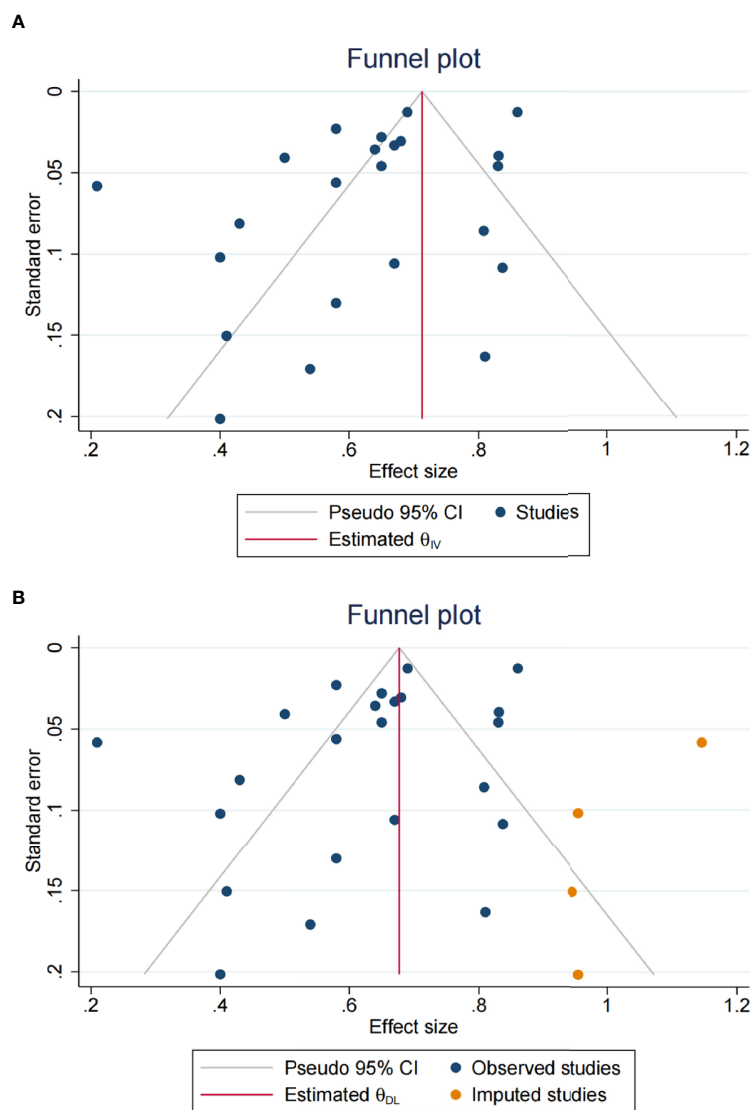 A
Funnel plot
Standard error
0
.05
.1
.15
.2
.2 .4 .6 .8 1 1.2
Effect size
Pseudo 95% CI Studies
Estimated θIV
B
Funnel plot
Standard error
0
.05
.1
.15
.2
.2 .4 .6 .8 1 1.2
Effect size
Pseudo 95% CI Observed studies
Estimated θDL Imputed studies